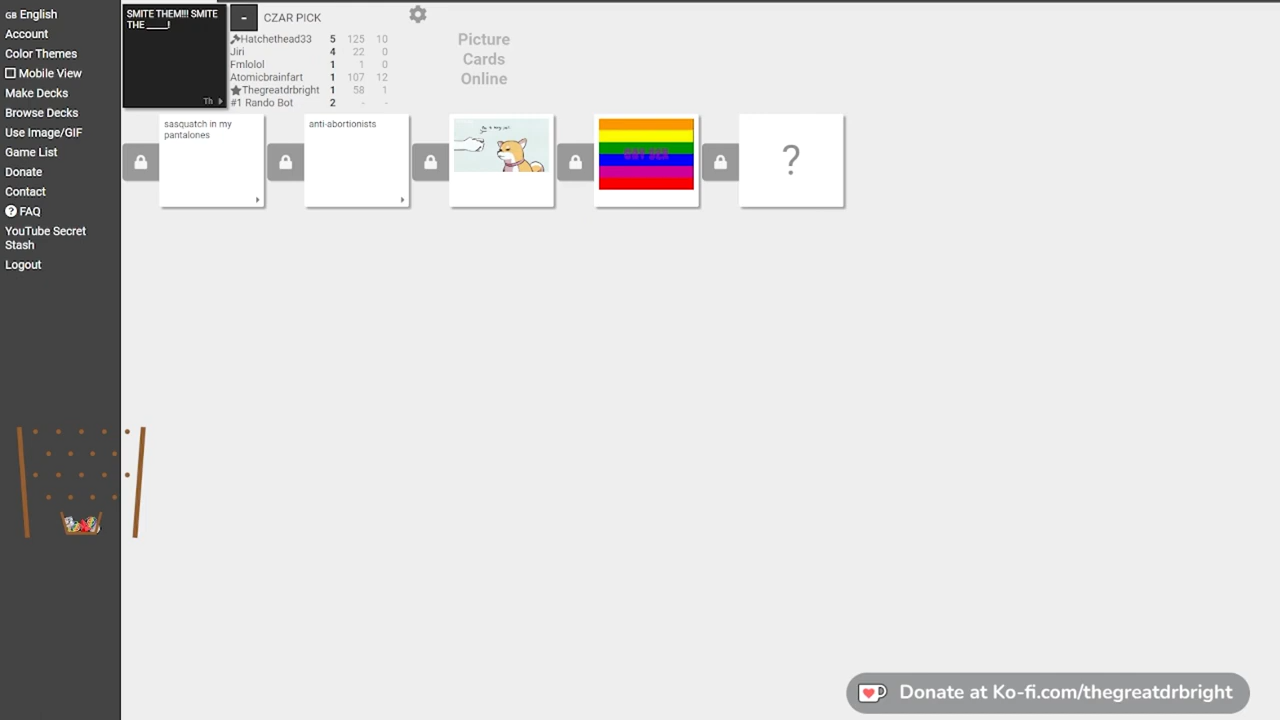 GB English
Account
Color Themes
Mobile View
Make Decks
Browse Decks
Use Image/GIF
Game List
Donate
Contact
? FAQ
YouTube Secret
Stash
Logout
SMITE THEM!!! SMITE
THE ____!
Th
-
CZAR PICK
Hatchethead33 5 125 10
Jiri 4 22 0
Fmlolol 1 1 0
Atomicbrainfart 1 107 12
Thegreatdrbright 1 58 1
#1 Rando Bot 2 - -
Picture
Cards
Online
sasquatch in my
pantalones
anti-abortionists
?
Donate at Ko-fi.com/thegreatdrbright